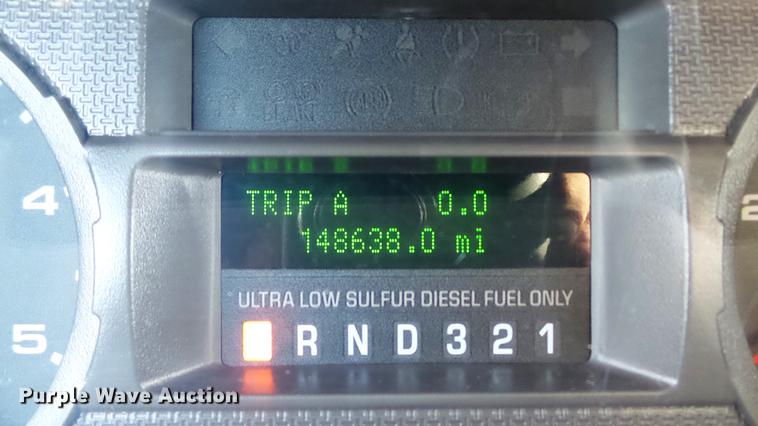 TRIP A 0.0
148638.0 mi
ULTRA LOW SULFUR DIESEL FUEL ONLY
R N D 3 2 1
4
5
2
Purple Wave Auction